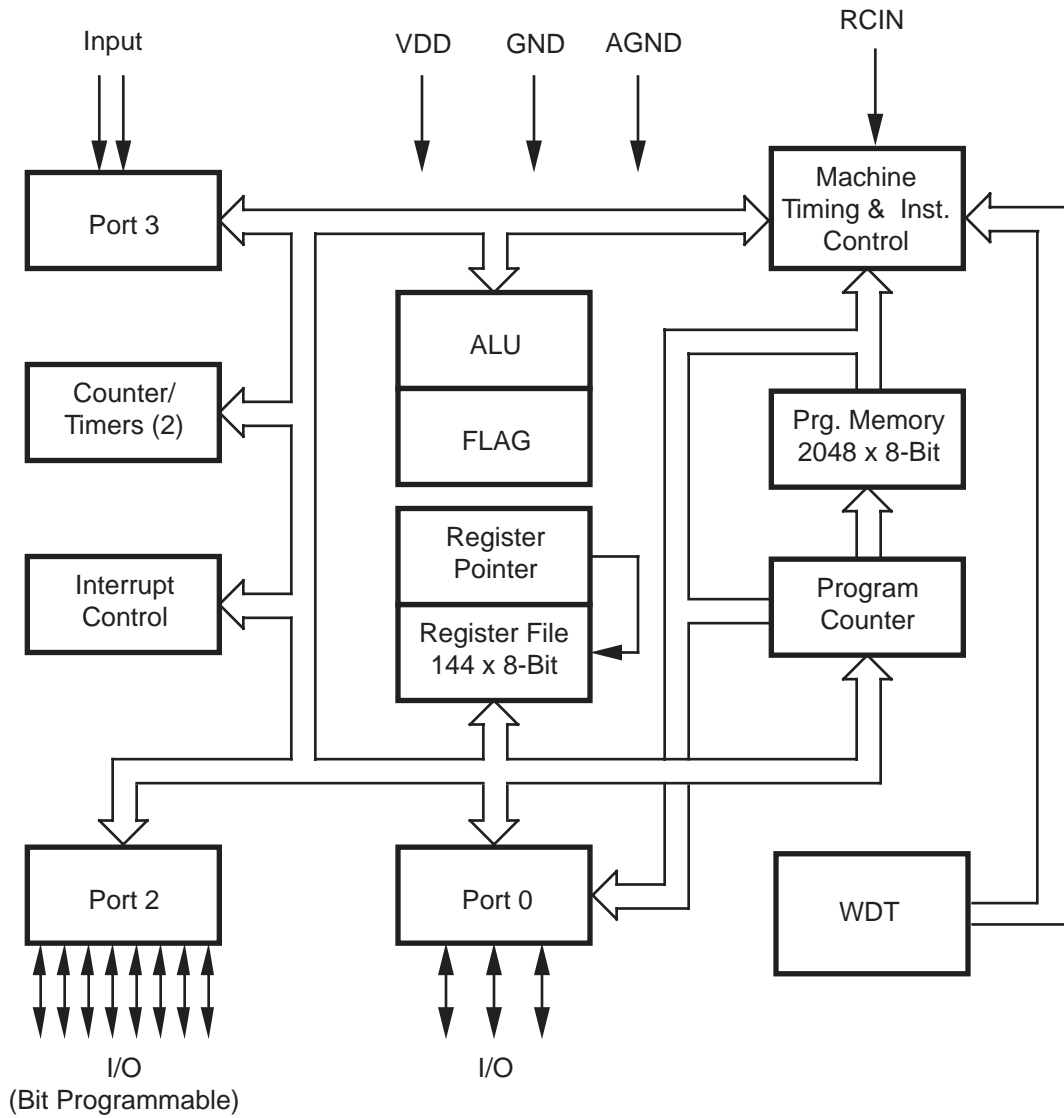 Input
VDD
GND
AGND
RCIN
Port 3
Machine
Timing & Inst.
Control
ALU
FLAG
Counter/
Timers (2)
Prg. Memory
2048 x 8-Bit
Register
Pointer
Interrupt
Control
Program
Counter
Register File
144 x 8-Bit
Port 2
Port 0
WDT
I/O
(Bit Programmable)
I/O